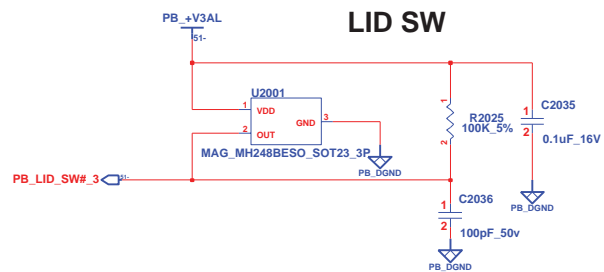 LID SW
PB_+V3AL
51-
U2001
1 VDD
GND 3
2 OUT
MAG_MH248BESO_SOT23_3P
PB_DGND
1
R2025
100K_5%
2
C2035
1
2
0.1uF_16V
PB_DGND
PB_LID_SW#_3
51-
C2036
1
2
100pF_50v
PB_DGND